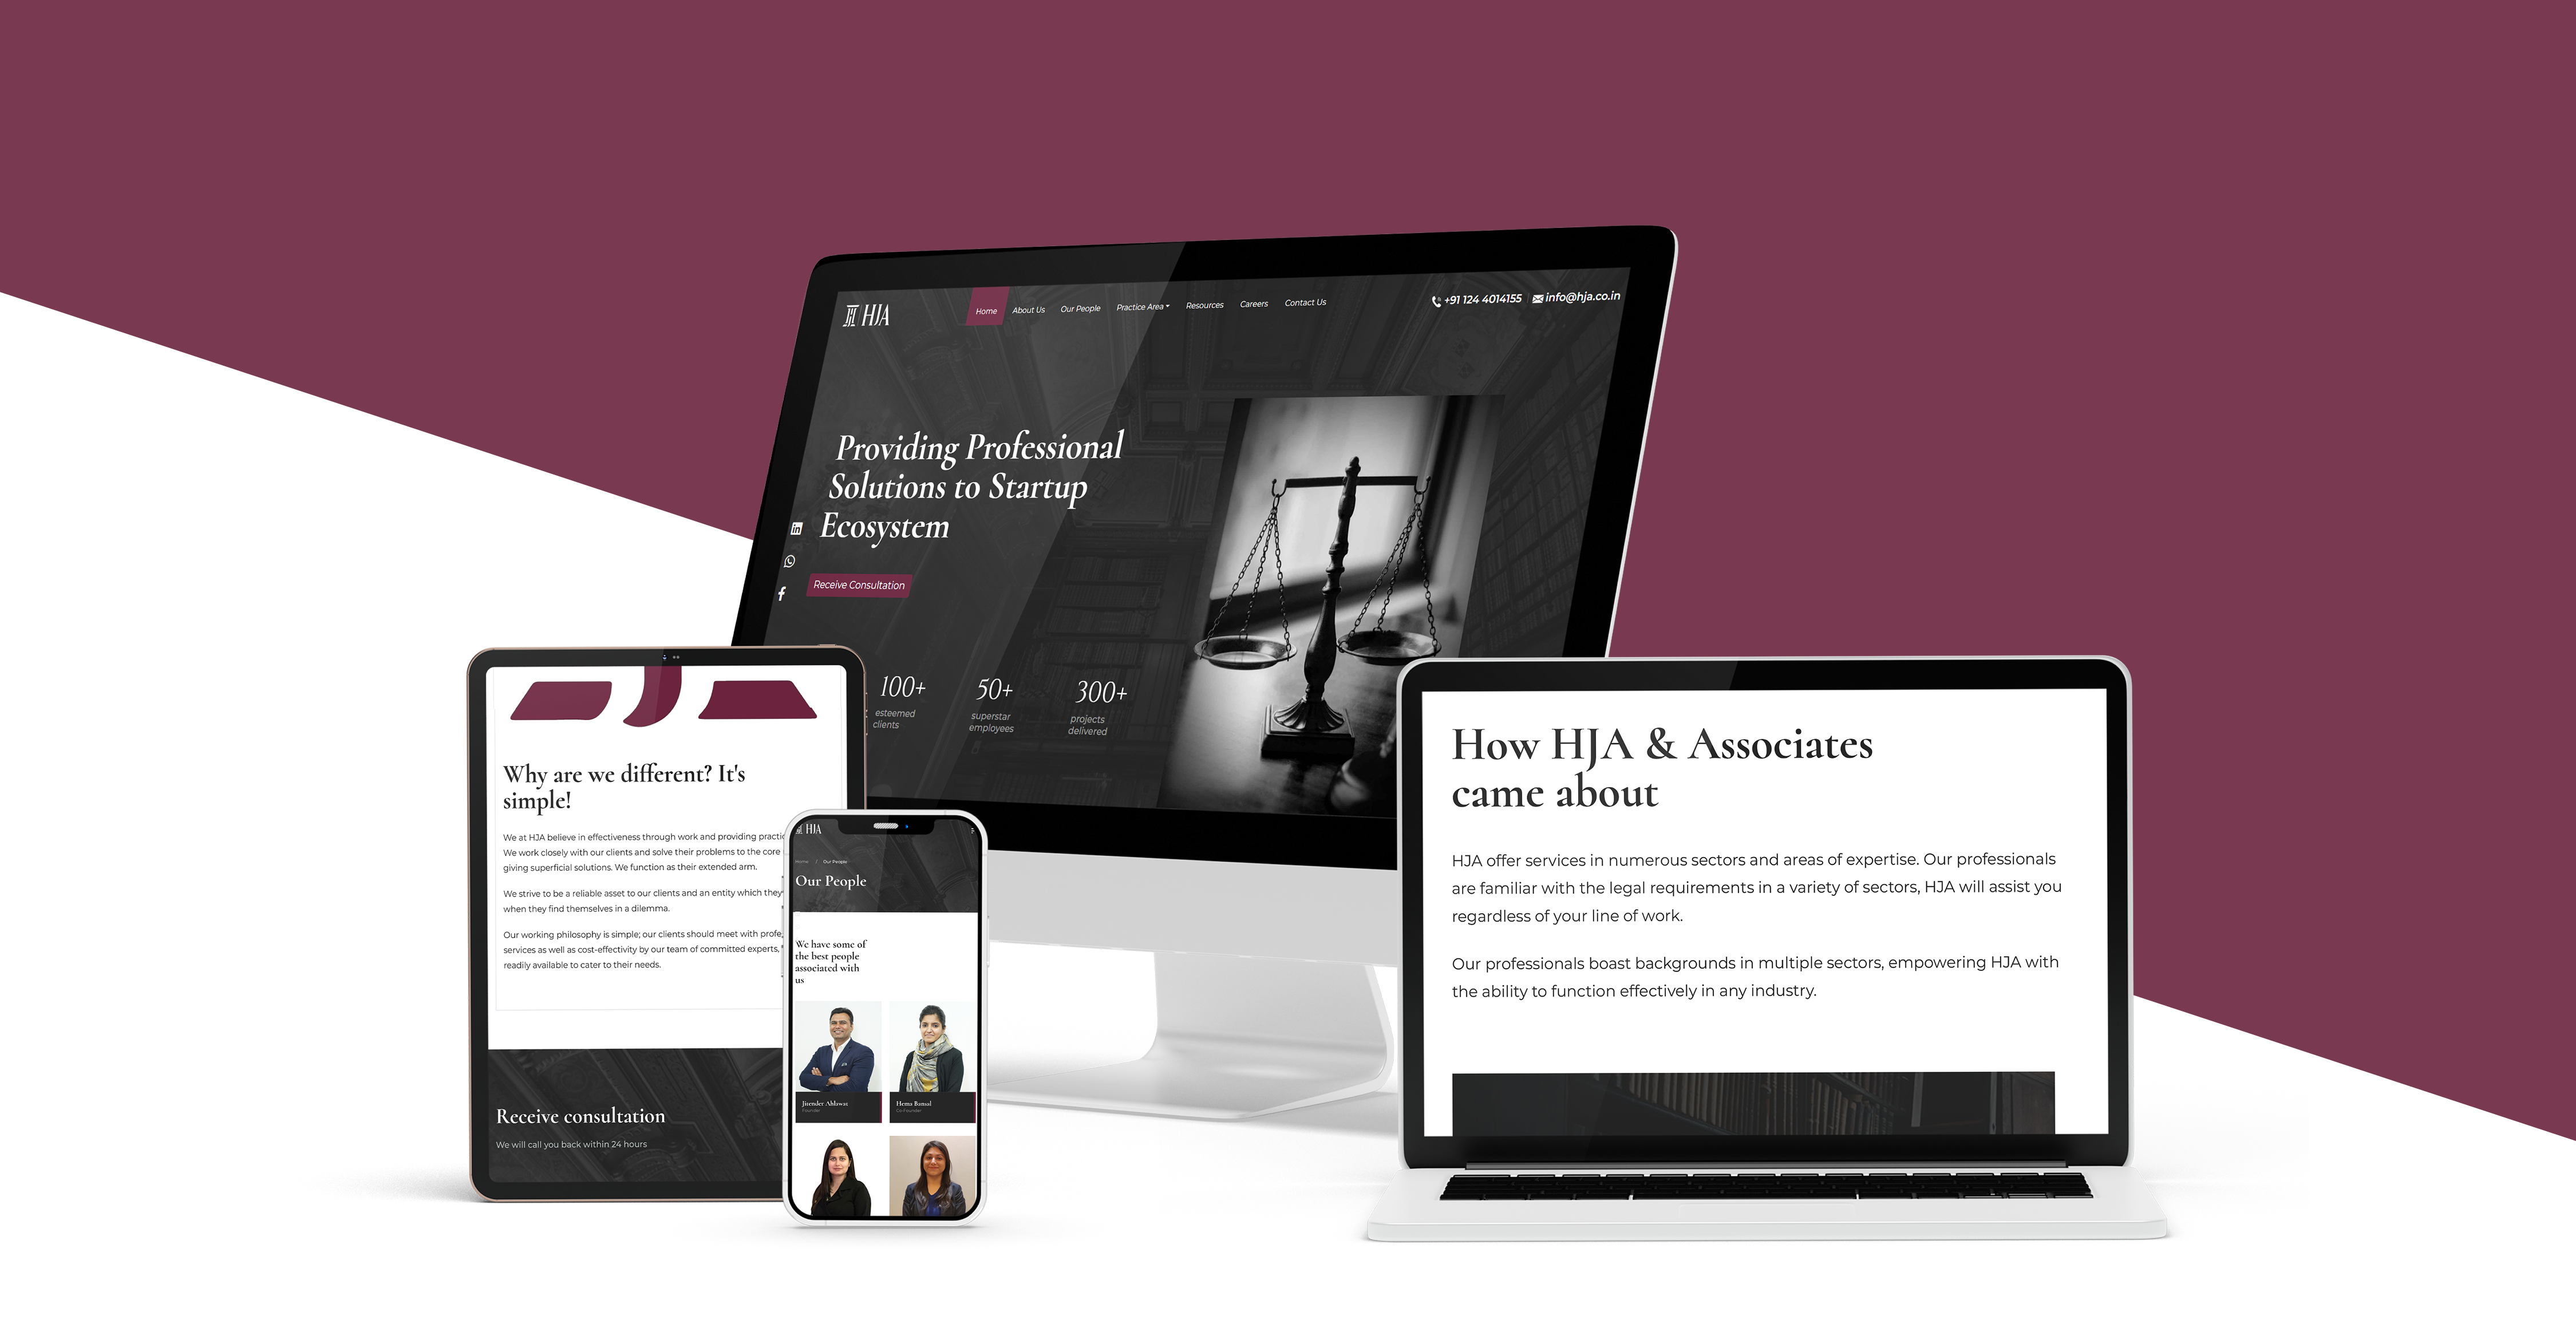 HJA
Home About Us Our People Practice Area Resources Careers Contact Us
+91 124 4014155 info@hja.co.in
Providing Professional
Solutions to Startup
Ecosystem
in
f
Receive Consultation
100+
esteemed
clients
50+
superstar
employees
300+
projects
delivered
Why are we different? It's
simple!
We at HJA believe in effectiveness through work and providing practic
We work closely with our clients and solve their problems to the core
giving superficial solutions. We function as their extended arm.
We strive to be a reliable asset to our clients and an entity which they
when they find themselves in a dilemma.
Our working philosophy is simple; our clients should meet with profe
services as well as cost-effectivity by our team of committed experts,
readily available to cater to their needs.
Receive consultation
We will call you back within 24 hours
HJA
Home / Our People
Our People
We have some of
the best people
associated with
us
Jitender Ahlawat
Founder
Hema Bansal
Co-Founder
How HJA & Associates
came about
HJA offer services in numerous sectors and areas of expertise. Our professionals
are familiar with the legal requirements in a variety of sectors, HJA will assist you
regardless of your line of work.
Our professionals boast backgrounds in multiple sectors, empowering HJA with
the ability to function effectively in any industry.